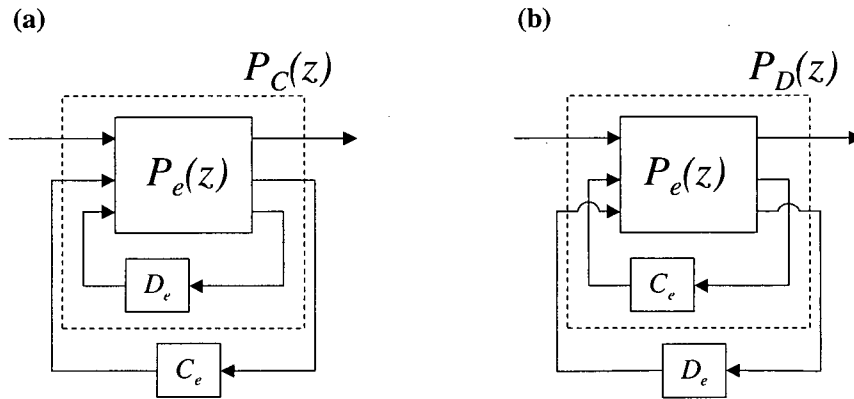 (a)
P_C(z)
P_e(z)
D_e
C_e
(b)
P_D(z)
P_e(z)
C_e
D_e